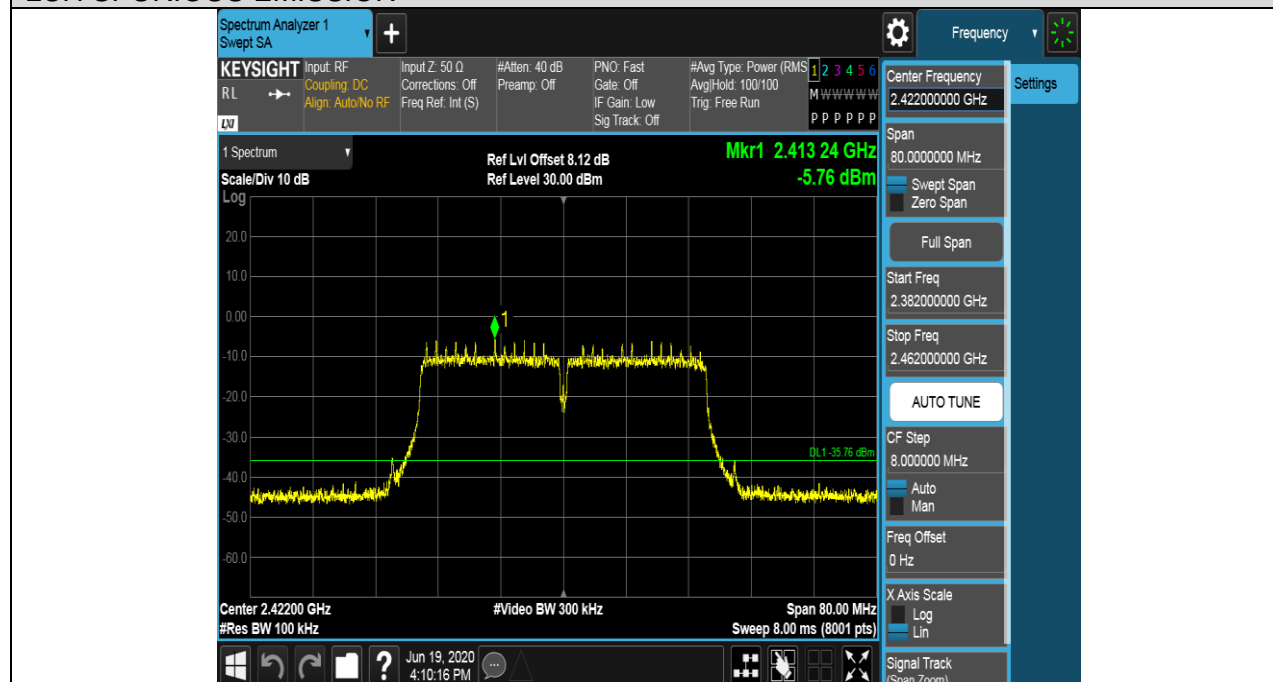 Spectrum Analyzer 1
Swept SA
+
Frequency
KEYSIGHT
RL
LXI
Input: RF
Coupling: DC
Align: Auto/No RF
Input Z: 50 Ω
Corrections: Off
Freq Ref: Int (S)
#Atten: 40 dB
Preamp: Off
PNO: Fast
Gate: Off
IF Gain: Low
Sig Track: Off
#Avg Type: Power (RMS
Avg|Hold: 100/100
Trig: Free Run
1 2 3 4 5 6
M W W W W W
P P P P P P
1 Spectrum
Scale/Div 10 dB
Ref Lvl Offset 8.12 dB
Ref Level 30.00 dBm
Mkr1 2.413 24 GHz
-5.76 dBm
Log
20.0
10.0
0.00
-10.0
-20.0
-30.0
-40.0
-50.0
-60.0
1
DL1 -35.76 dBm
Center 2.42200 GHz
#Video BW 300 kHz
Span 80.00 MHz
#Res BW 100 kHz
Sweep 8.00 ms (8001 pts)
Center Frequency
2.422000000 GHz
Settings
Span
80.0000000 MHz
Swept Span
Zero Span
Full Span
Start Freq
2.382000000 GHz
Stop Freq
2.462000000 GHz
AUTO TUNE
CF Step
8.000000 MHz
Auto
Man
Freq Offset
0 Hz
X Axis Scale
Log
Lin
Signal Track
(Span Zoom)
?
Jun 19, 2020
4:10:16 PM